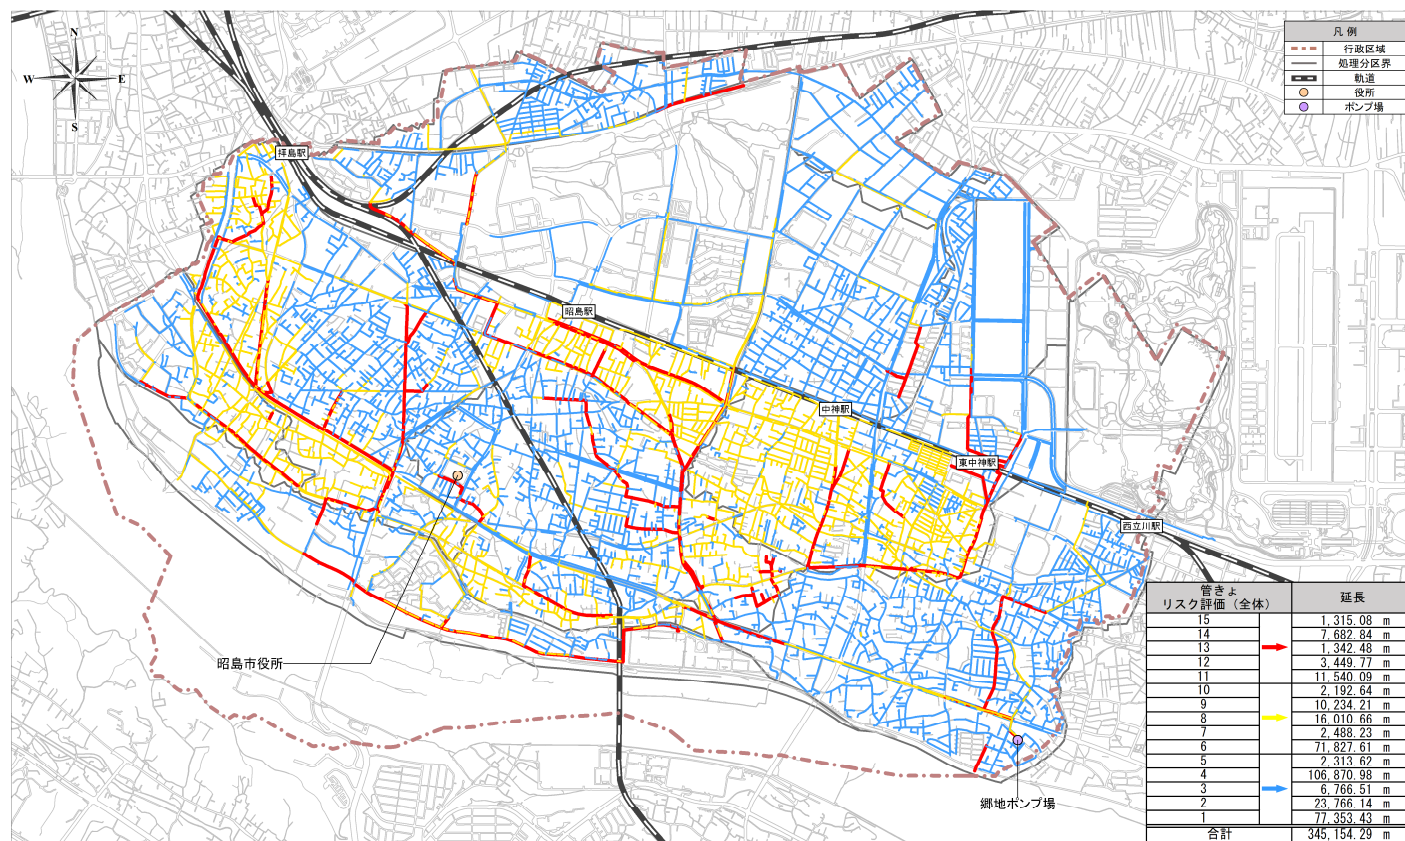 N
W
E
S
凡 例
行政区域
処理分区界
軌道
役所
ポンプ場
拝島駅
昭島駅
中神駅
東中神駅
西立川駅
昭島市役所
郷地ポンプ場
管きょ
リスク評価（全体）
延長
15 1,315.08 m
14 7,682.84 m
13 1,342.48 m
12 3,449.77 m
11 11,540.09 m
10 2,192.64 m
9 10,234.21 m
8 16,010.66 m
7 2,488.23 m
6 71,827.61 m
5 2,313.62 m
4 106,870.98 m
3 6,766.51 m
2 23,766.14 m
1 77,353.43 m
合計 345,154.29 m